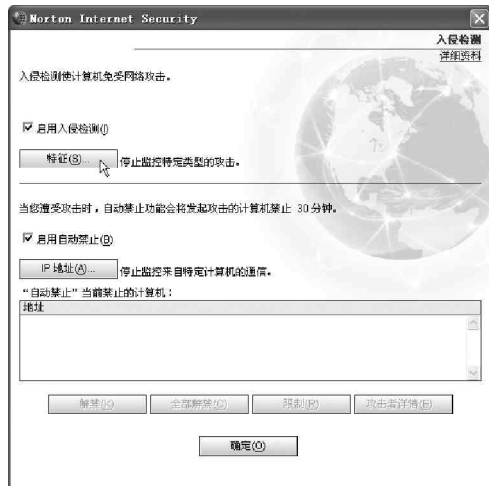 Norton Internet Security
入侵检测
详细资料
入侵检测使计算机免受网络攻击。
启用入侵检测(I)
特征(S)... 停止监控特定类型的攻击。
当您遭受攻击时，自动禁止功能会将发起攻击的计算机禁止 30分钟。
启用自动禁止(B)
IP 地址(A)... 停止监控来自特定计算机的通信。
“自动禁止”当前禁止的计算机：
地址
解禁(K) 全部解禁(C) 限制(R)... 攻击者详情(E)...
确定(O)